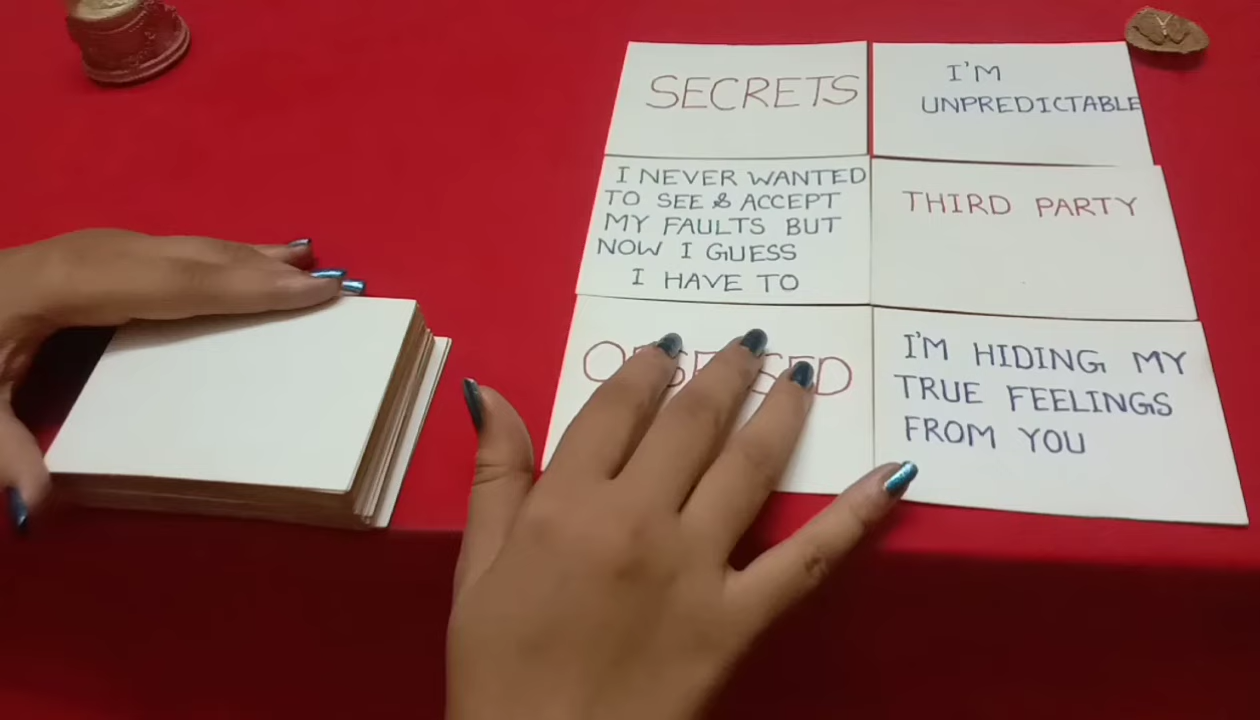 SECRETS
I'M
UNPREDICTABLE
I NEVER WANTED
TO SEE & ACCEPT
MY FAULTS BUT
NOW I GUESS
I HAVE TO
THIRD PARTY
OBSESSED
I'M HIDING MY
TRUE FEELINGS
FROM YOU